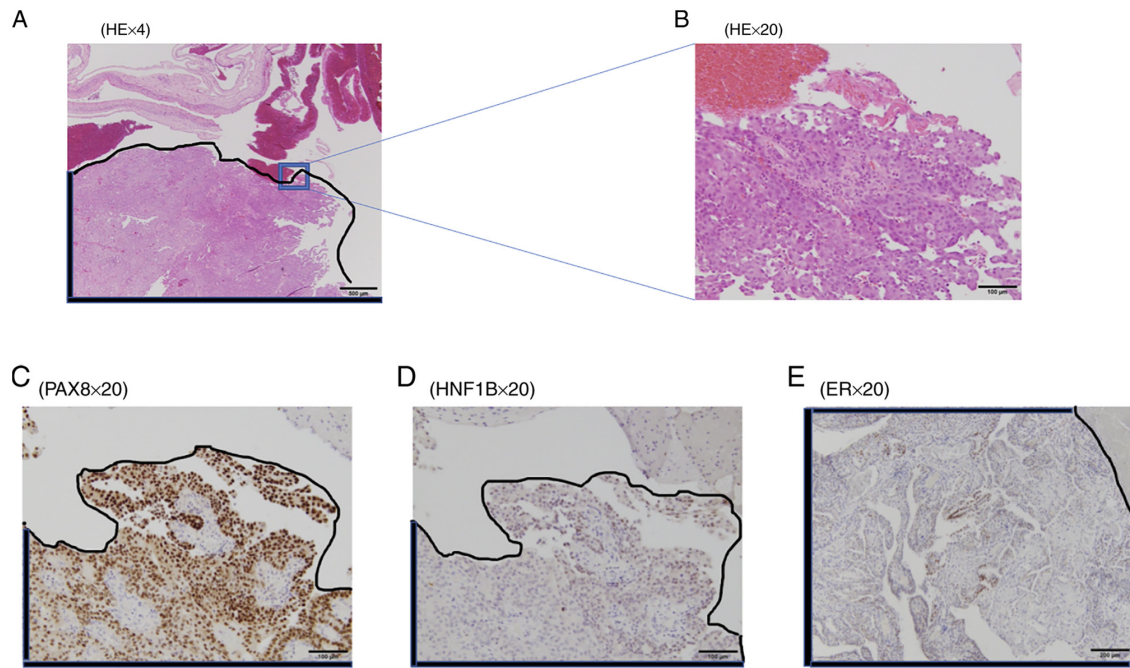 A
(HE×4)
B
(HE×20)
500 µm
100 µm
C
(PAX8×20)
D
(HNF1B×20)
E
(ER×20)
100 µm
100 µm
200 µm